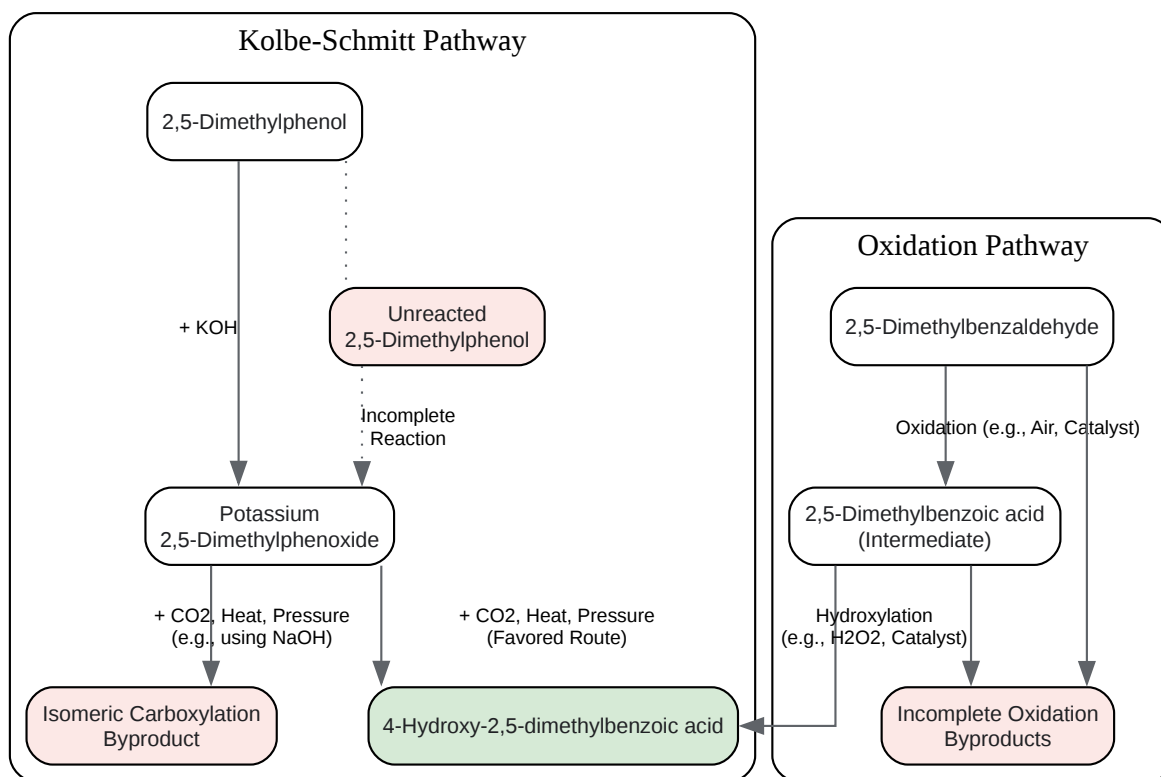 Kolbe-Schmitt Pathway
2,5-Dimethylphenol
Unreacted
2,5-Dimethylphenol
+ KOH
Incomplete
Reaction
Potassium
2,5-Dimethylphenoxide
+ CO2, Heat, Pressure
(e.g., using NaOH)
+ CO2, Heat, Pressure
(Favored Route)
Isomeric Carboxylation
Byproduct
4-Hydroxy-2,5-dimethylbenzoic acid
Oxidation Pathway
2,5-Dimethylbenzaldehyde
Oxidation (e.g., Air, Catalyst)
2,5-Dimethylbenzoic acid
(Intermediate)
Hydroxylation
(e.g., H2O2, Catalyst)
Incomplete Oxidation
Byproducts